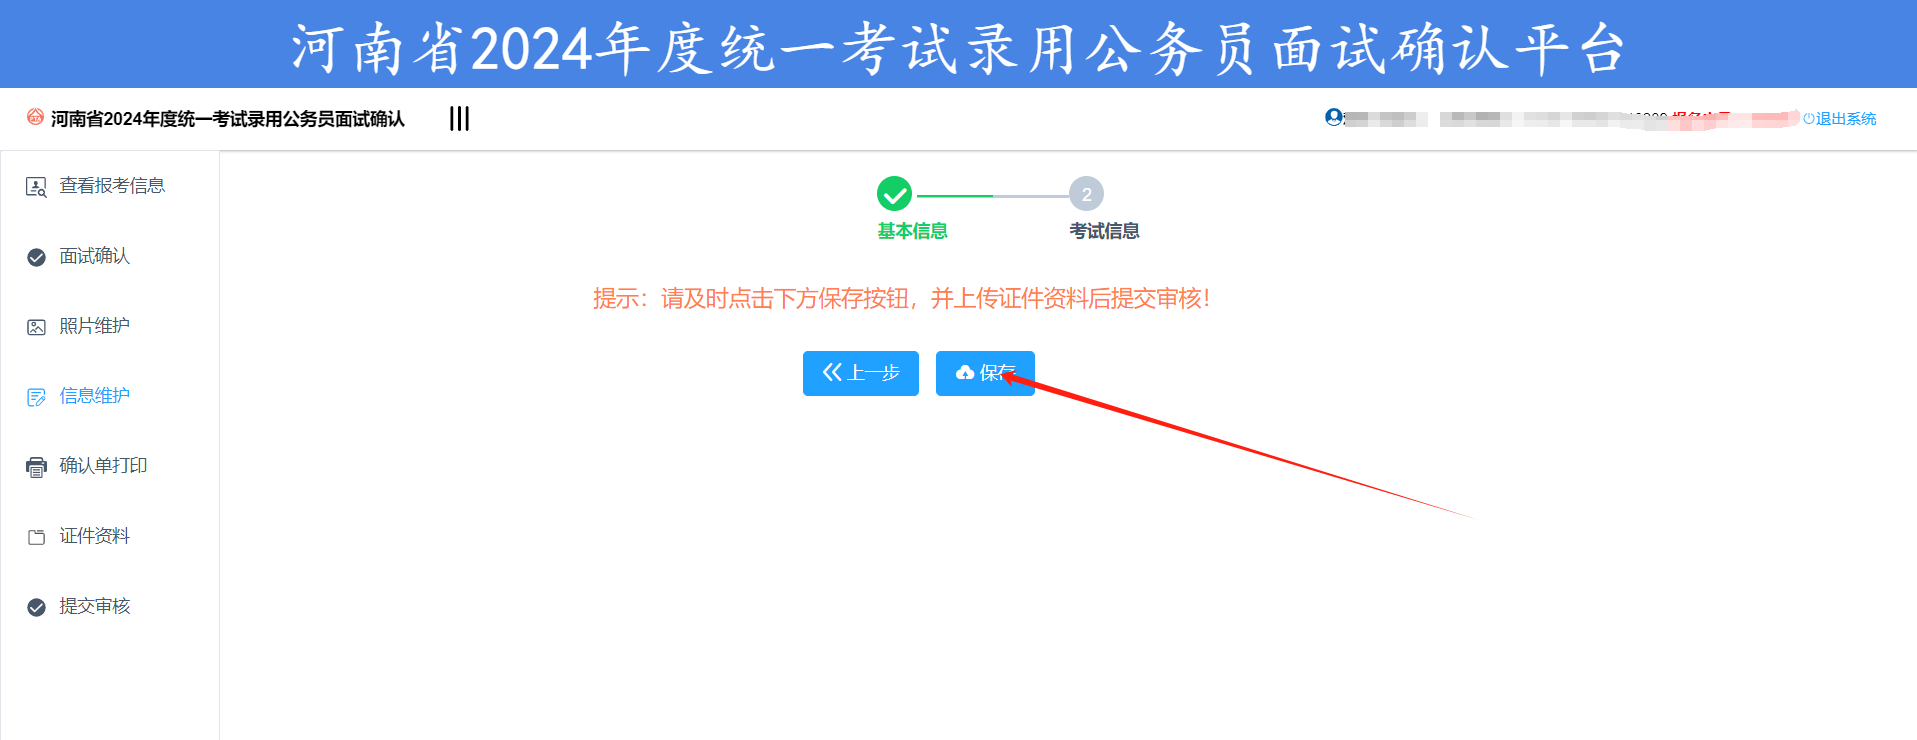 河南省2024年度统一考试录用公务员面试确认平台
河南省2024年度统一考试录用公务员面试确认
退出系统
查看报考信息
面试确认
照片维护
信息维护
确认单打印
证件资料
提交审核
2
基本信息
考试信息
提示：请及时点击下方保存按钮，并上传证件资料后提交审核！
上一步
保存